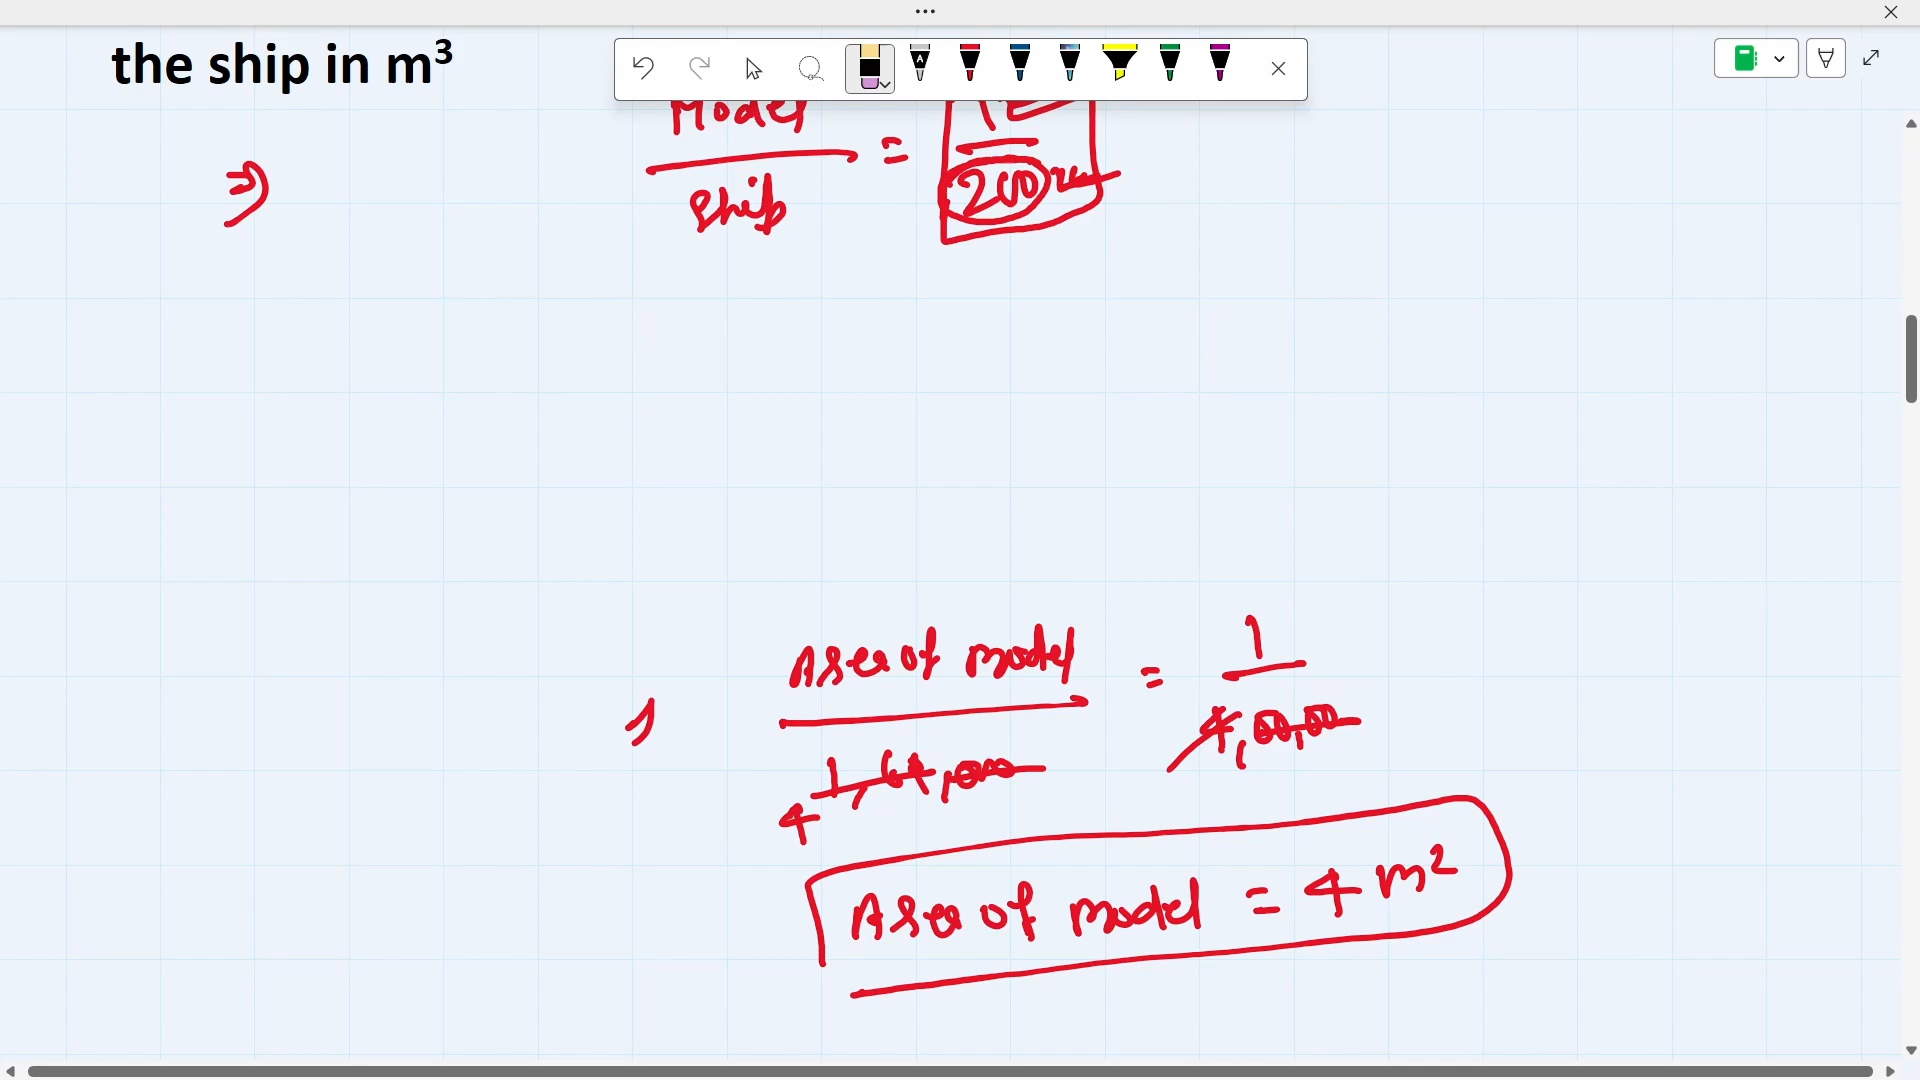 the ship in m³
Model
⇒ ——— =
Ship 200
Area of model = 1
1,64,000 4,00,00
4
Area of model = 4 m²